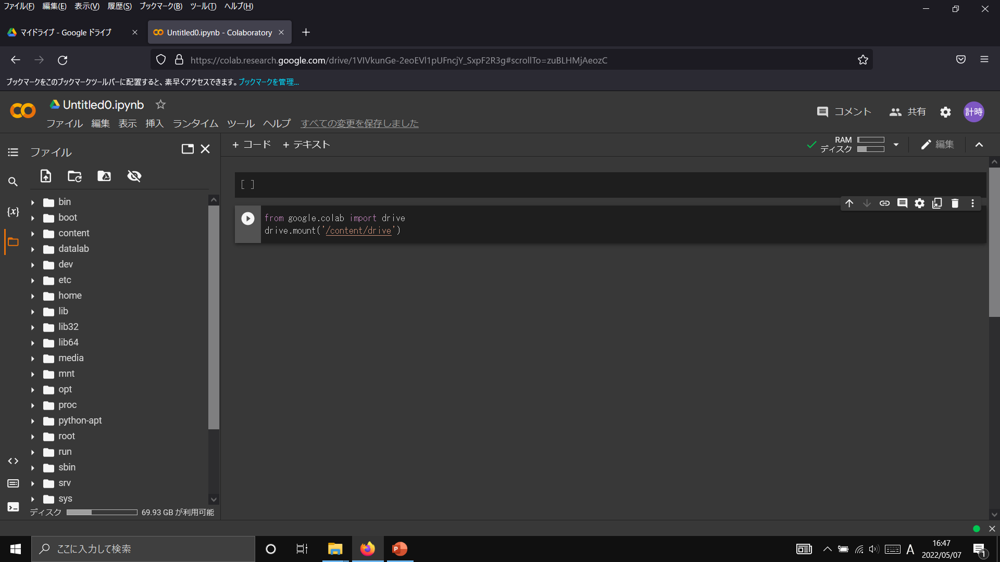 ファイル(F) 編集(E) 表示(V) 履歴(S) ブックマーク(B) ツール(T) ヘルプ(H)
マイドライブ - Google ドライブ
Untitled0.ipynb - Colaboratory
https://colab.research.google.com/drive/1VIVkunGe-2eoEVl1pUFncjY_SxpF2R3g#scrollTo=zuBLHMjAeozC
ブックマークをこのブックマークツールバーに配置すると、素早くアクセスできます。ブックマークを管理...
Untitled0.ipynb
コメント 共有 計時
ファイル 編集 表示 挿入 ランタイム ツール ヘルプ すべての変更を保存しました
ファイル
+ コード + テキスト
RAM
ディスク
編集
[ ]
from google.colab import drive
drive.mount('/content/drive')
{x}
bin
boot
content
datalab
dev
etc
home
lib
lib32
lib64
media
mnt
opt
proc
python-apt
root
run
sbin
srv
sys
ディスク 69.93 GB が利用可能
ここに入力して検索
P
A
16:47
2022/05/07
1